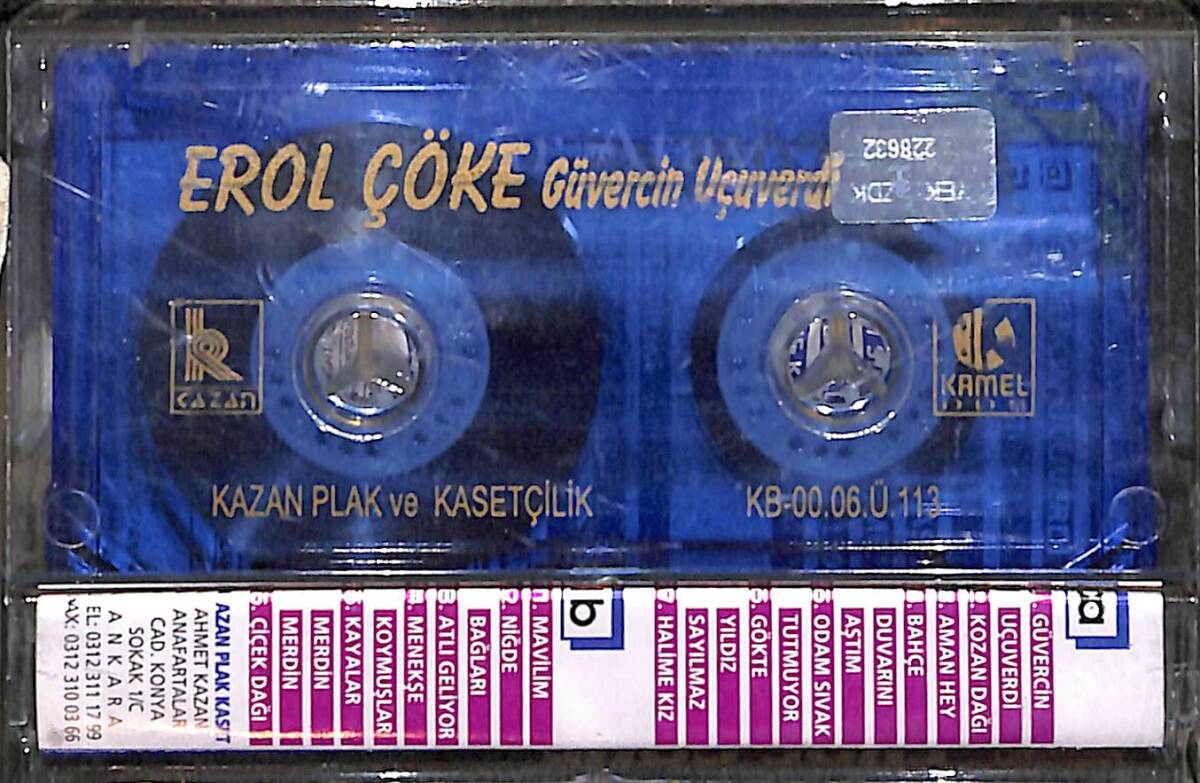 EROL ÇÖKE Güvercin Uçuverdi
228632
KAZAN
KAMEL
KAZAN PLAK ve KASETÇİLİK
KB-00.06.Ü.113
a
GÜVERCİN
UÇUVERDİ
KOZAN DAĞI
AMAN HEY
BAHÇE
DUVARINI
AŞTIM
ODAM SIVAK
TUTMUYOR
GÖKTE
YILDIZ
SAYILMAZ
HALİME KIZ
b
MAVİLİM
NİĞDE
BAĞLARI
ATLI GELİYOR
MENEKŞE
KOYMUŞLAR
KAYALAR
MERDİN
MERDİN
ÇİÇEK DAĞI
AZAN PLAK KASET
AHMET KAZAN
ANAFARTALAR
CAD. KONYA
SOKAK 1/C
A N K A R A
EL: 0312 311 17 99
AX: 0312 310 03 66